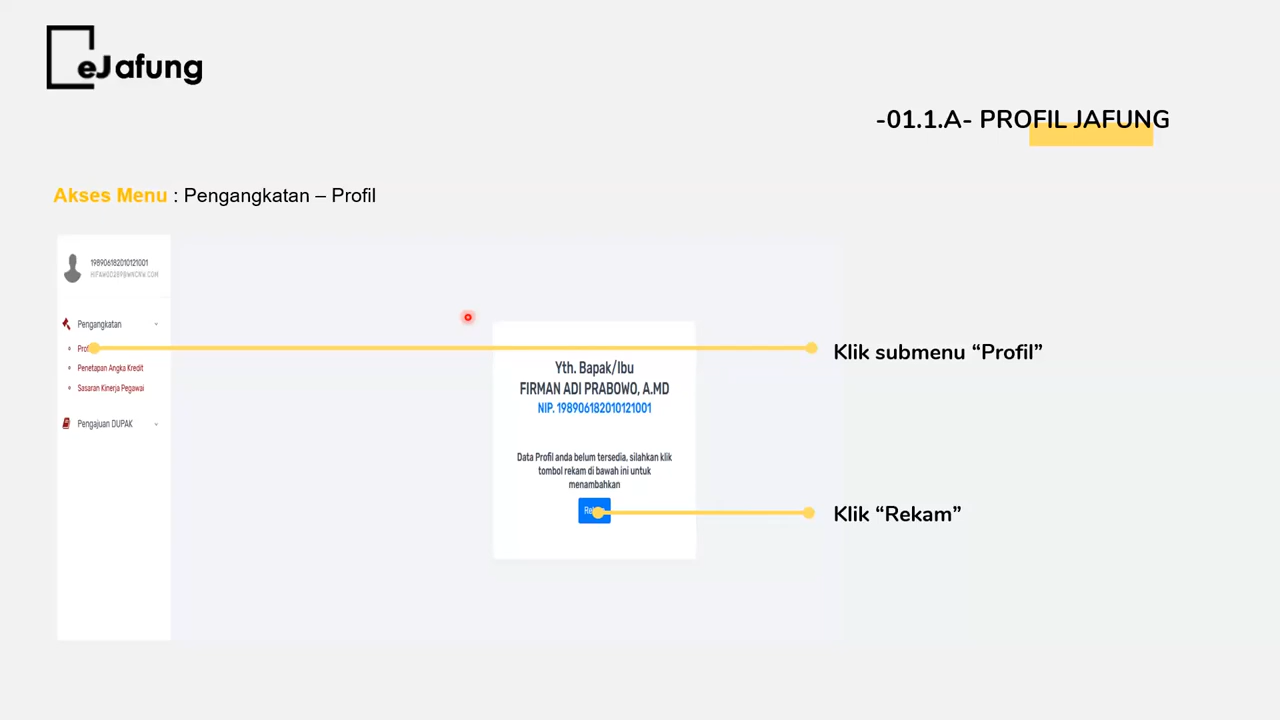 eJafung
-01.1.A- PROFIL JAFUNG
Akses Menu : Pengangkatan – Profil
198906182010121001
Pengangkatan
Penetapan Angka Kredit
Sasaran Kinerja Pegawai
Pengajuan DUPAK
Yth. Bapak/Ibu
FIRMAN ADI PRABOWO, A.MD
NIP. 198906182010121001
Data Profil anda belum tersedia, silahkan klik
tombol rekam di bawah ini untuk
menambahkan
Klik submenu “Profil”
Klik “Rekam”